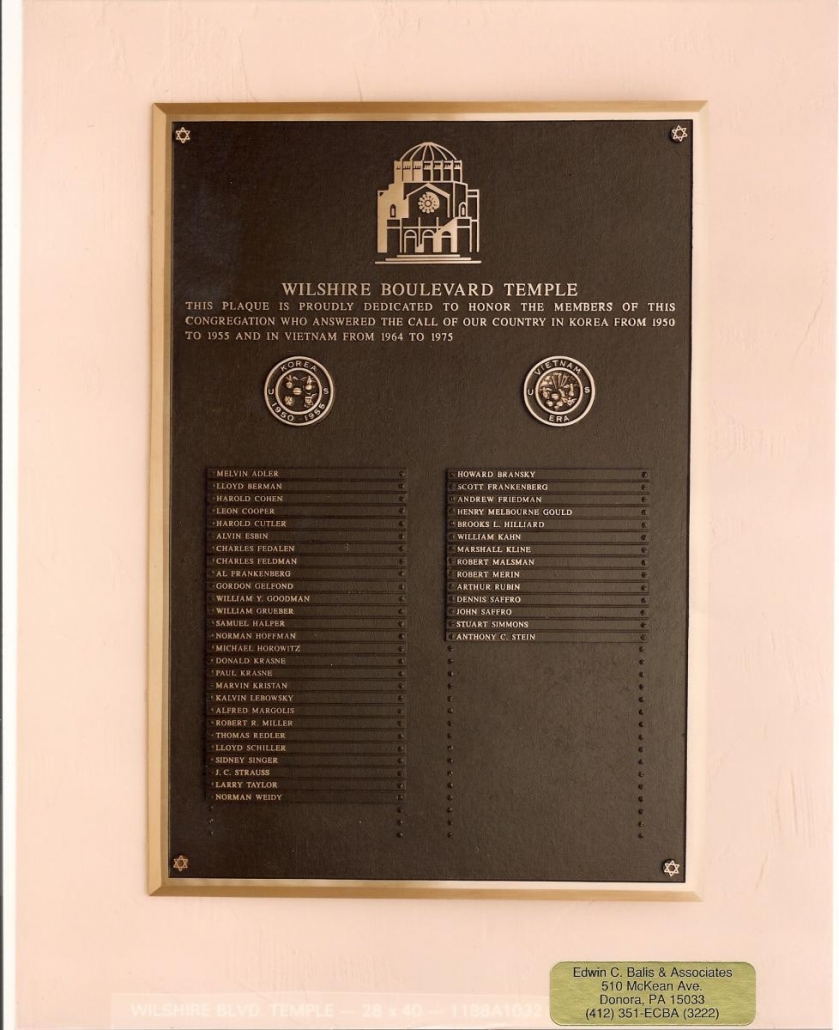 WILSHIRE BOULEVARD TEMPLE
THIS PLAQUE IS PROUDLY DEDICATED TO HONOR THE MEMBERS OF THIS
CONGREGATION WHO ANSWERED THE CALL OF OUR COUNTRY IN KOREA FROM 1950
TO 1955 AND IN VIETNAM FROM 1964 TO 1975
KOREA
U S
1950 - 1955
VIETNAM
U S
ERA
MELVIN ADLER
LLOYD BERMAN
HAROLD COHEN
LEON COOPER
HAROLD CUTLER
ALVIN ESBIN
CHARLES FEDALEN
CHARLES FELDMAN
AL FRANKENBERG
GORDON GELFOND
WILLIAM Y. GOODMAN
WILLIAM GRUEBER
SAMUEL HALPER
NORMAN HOFFMAN
MICHAEL HOROWITZ
DONALD KRASNE
PAUL KRASNE
MARVIN KRISTAN
KALVIN LEBOWSKY
ALFRED MARGOLIS
ROBERT R. MILLER
THOMAS REDLER
LLOYD SCHILLER
SIDNEY SINGER
J. C. STRAUSS
LARRY TAYLOR
NORMAN WEIDY
HOWARD BRANSKY
SCOTT FRANKENBERG
ANDREW FRIEDMAN
HENRY MELBOURNE GOULD
BROOKS L. HILLIARD
WILLIAM KAHN
MARSHALL KLINE
ROBERT MALSMAN
ROBERT MERIN
ARTHUR RUBIN
DENNIS SAFFRO
JOHN SAFFRO
STUART SIMMONS
ANTHONY C. STEIN
Edwin C. Balis & Associates
510 McKean Ave.
Donora, PA 15033
(412) 351-ECBA (3222)
WILSHIRE BLVD. TEMPLE — 28 x 40 —